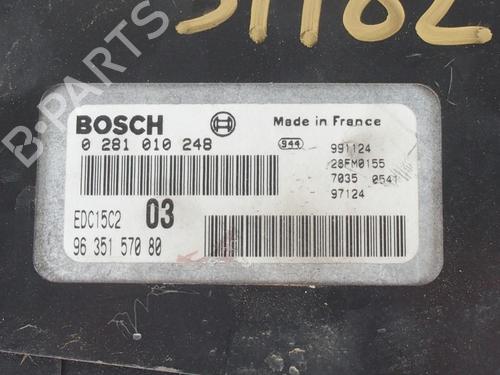 BOSCH
Made in France
0 281 010 248
944
991124
28FM0155
7035 0541
97124
EDC15C2 03
96 351 570 80
B-PARTS